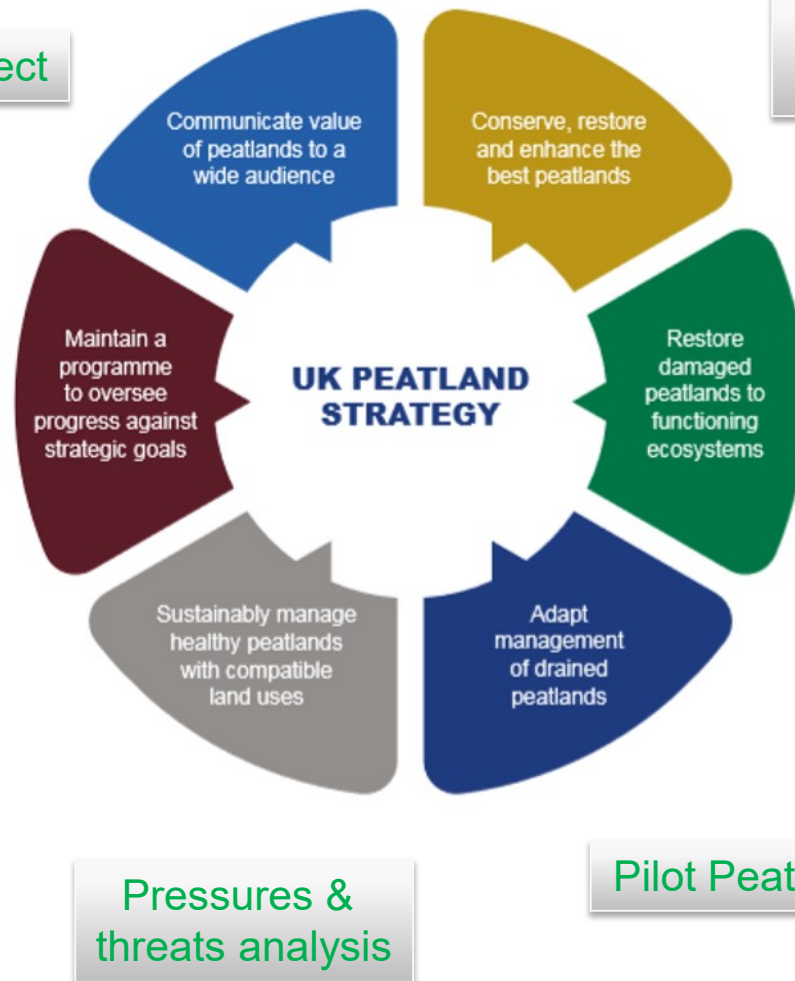 ect
Communicate value
of peatlands to a
wide audience
Conserve, restore
and enhance the
best peatlands
Maintain a
programme
to oversee
progress against
strategic goals
UK PEATLAND
STRATEGY
Restore
damaged
peatlands to
functioning
ecosystems
Sustainably manage
healthy peatlands
with compatible
land uses
Adapt
management
of drained
peatlands
Pressures &
threats analysis
Pilot Peat